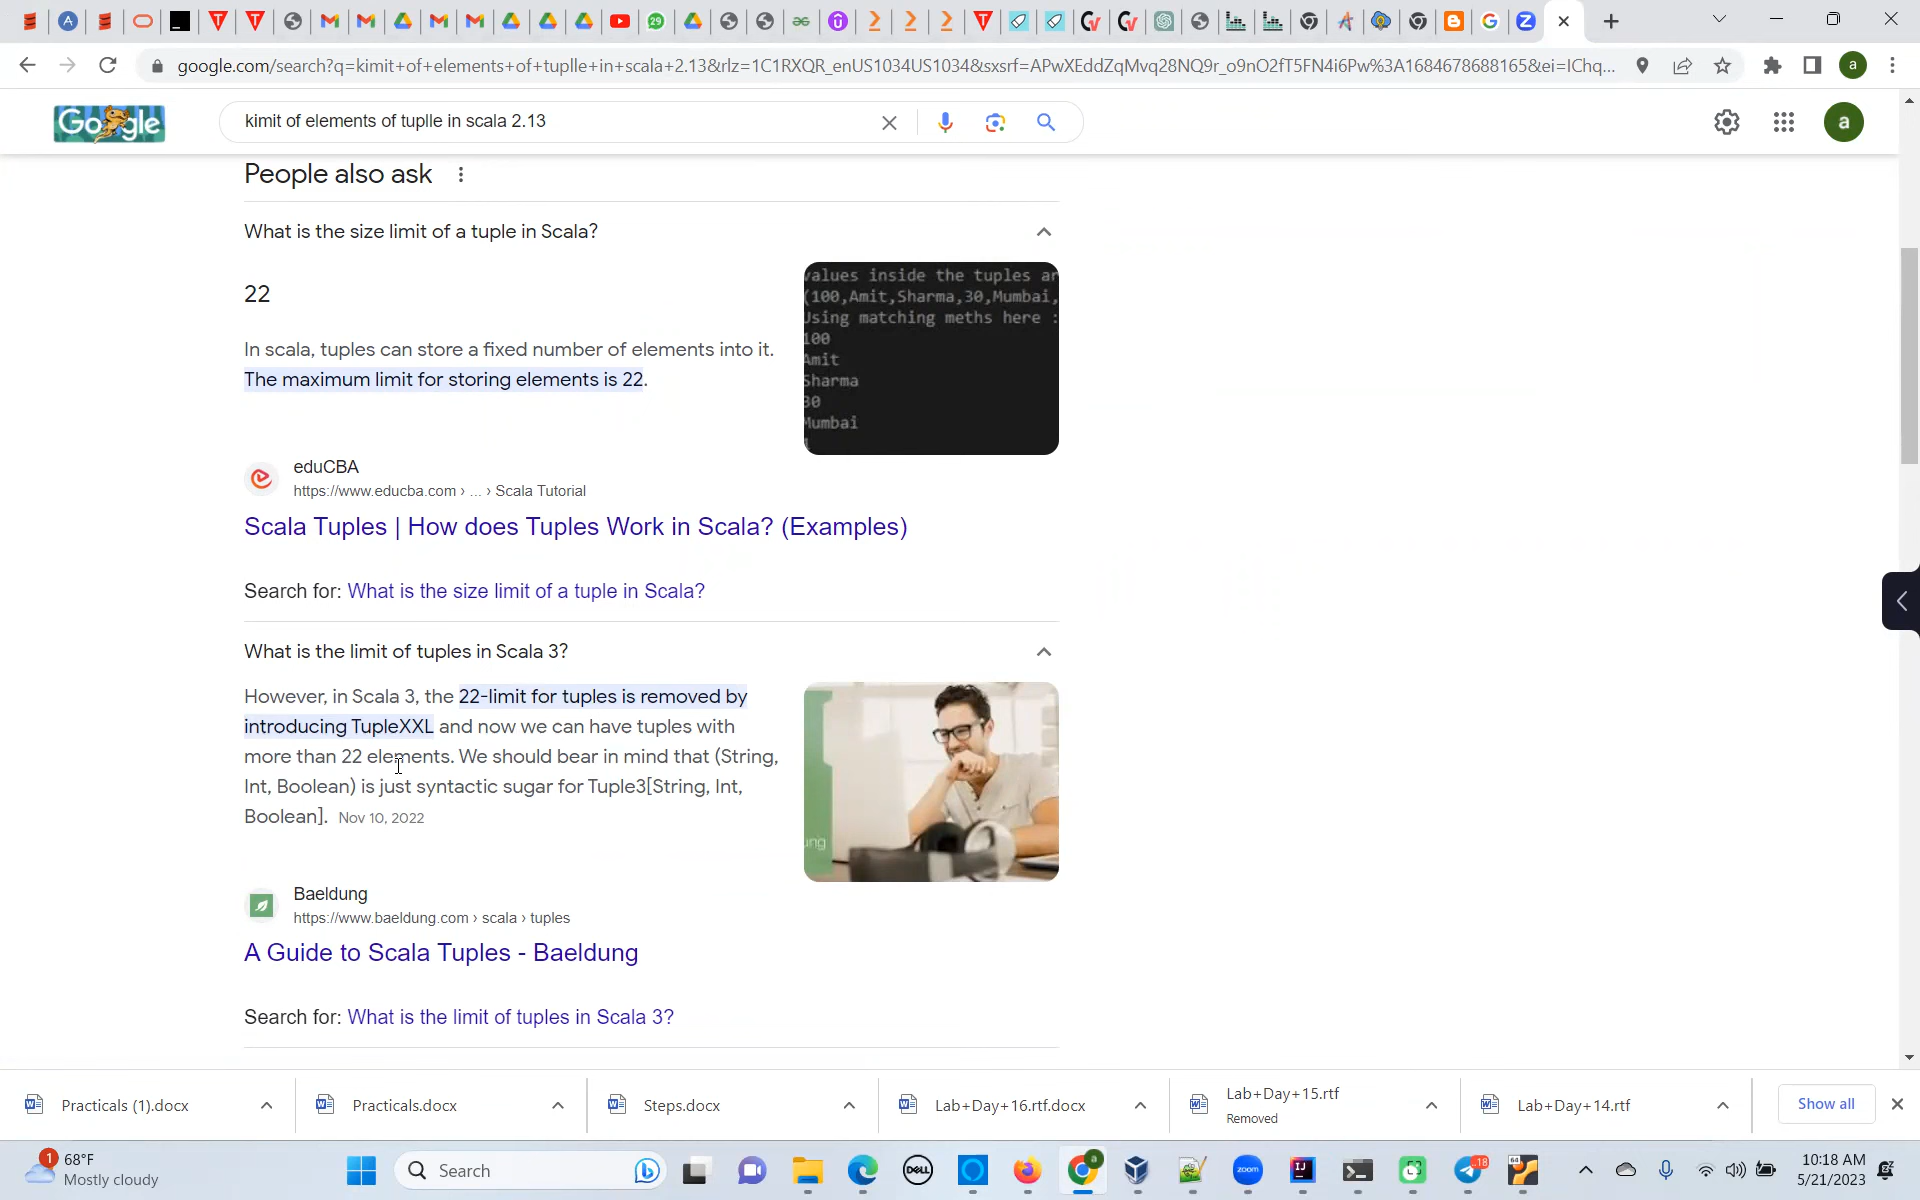 google.com/search?q=kimit+of+elements+of+tuplle+in+scala+2.13&rlz=1C1RXQR_enUS1034US1034&sxsrf=APwXEddZqMvq28NQ9r_o9nO2fT5FN4i6Pw%3A1684678688165&ei=IChq...
a
Google
kimit of elements of tuplle in scala 2.13
a
People also ask
What is the size limit of a tuple in Scala?
22
In scala, tuples can store a fixed number of elements into it.
The maximum limit for storing elements is 22.
values inside the tuples ar
(100,Amit,Sharma,30,Mumbai,
Using matching meths here :
100
Amit
Sharma
30
Mumbai
eduCBA
https://www.educba.com › ... › Scala Tutorial
Scala Tuples | How does Tuples Work in Scala? (Examples)
Search for: What is the size limit of a tuple in Scala?
What is the limit of tuples in Scala 3?
However, in Scala 3, the 22-limit for tuples is removed by
introducing TupleXXL and now we can have tuples with
more than 22 elements. We should bear in mind that (String,
Int, Boolean) is just syntactic sugar for Tuple3[String, Int,
Boolean]. Nov 10, 2022
ung
Baeldung
https://www.baeldung.com › scala › tuples
A Guide to Scala Tuples - Baeldung
Search for: What is the limit of tuples in Scala 3?
Practicals (1).docx
Practicals.docx
Steps.docx
Lab+Day+16.rtf.docx
Lab+Day+15.rtf
Removed
Lab+Day+14.rtf
Show all
1
68°F
Mostly cloudy
Search
DELL
a
zoom
IJ
18
64
10:18 AM
5/21/2023